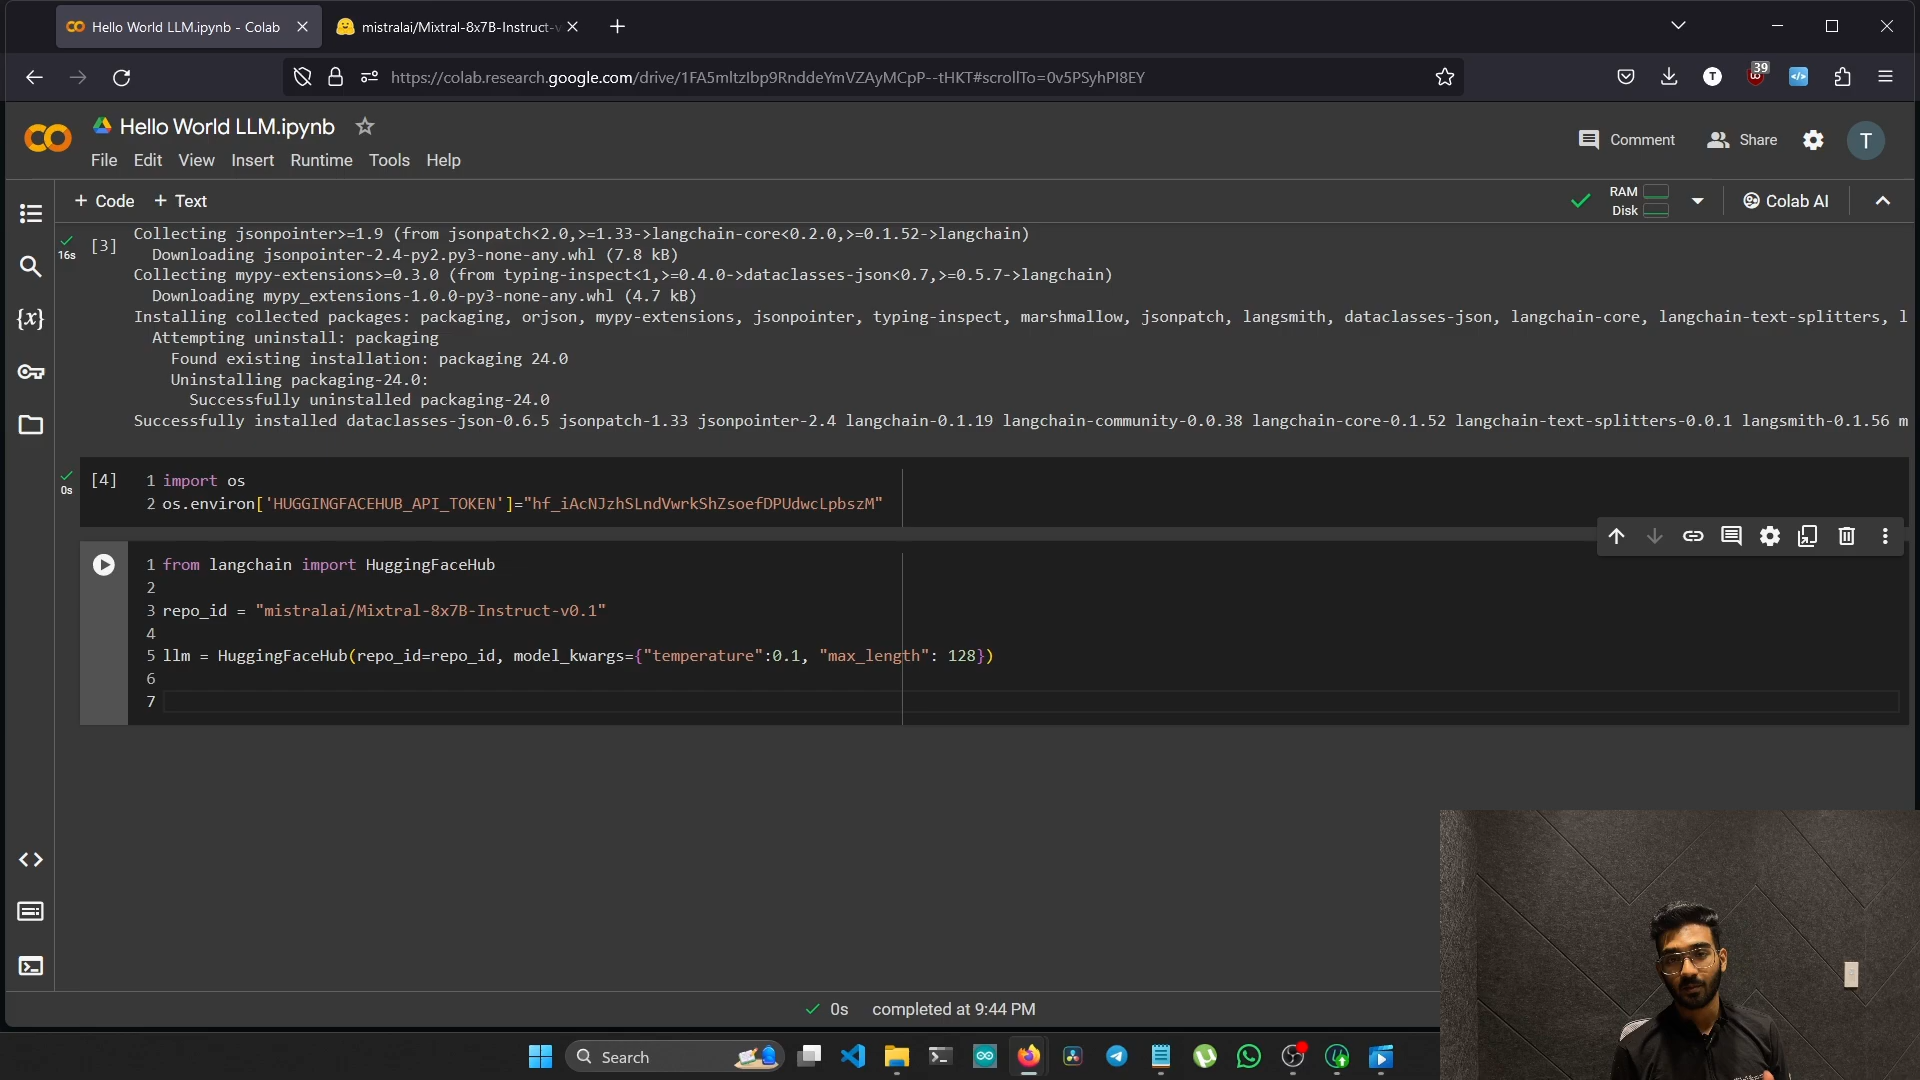 Hello World LLM.ipynb - Colab
mistralai/Mixtral-8x7B-Instruct-v
https://colab.research.google.com/drive/1FA5mltzIbp9RnddeYmVZAyMCpP--tHKT#scrollTo=0v5PSyhPI8EY
T
39
Hello World LLM.ipynb
File Edit View Insert Runtime Tools Help
Comment
Share
T
+ Code + Text
RAM
Disk
Colab AI
[3]
16s
Collecting jsonpointer>=1.9 (from jsonpatch<2.0,>=1.33->langchain-core<0.2.0,>=0.1.52->langchain)
Downloading jsonpointer-2.4-py2.py3-none-any.whl (7.8 kB)
Collecting mypy-extensions>=0.3.0 (from typing-inspect<1,>=0.4.0->dataclasses-json<0.7,>=0.5.7->langchain)
Downloading mypy_extensions-1.0.0-py3-none-any.whl (4.7 kB)
Installing collected packages: packaging, orjson, mypy-extensions, jsonpointer, typing-inspect, marshmallow, jsonpatch, langsmith, dataclasses-json, langchain-core, langchain-text-splitters, l
Attempting uninstall: packaging
Found existing installation: packaging 24.0
Uninstalling packaging-24.0:
Successfully uninstalled packaging-24.0
Successfully installed dataclasses-json-0.6.5 jsonpatch-1.33 jsonpointer-2.4 langchain-0.1.19 langchain-community-0.0.38 langchain-core-0.1.52 langchain-text-splitters-0.0.1 langsmith-0.1.56 m
[4]
0s
1 import os
2 os.environ['HUGGINGFACEHUB_API_TOKEN']="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"
1 from langchain import HuggingFaceHub
2
3 repo_id = "mistralai/Mixtral-8x7B-Instruct-v0.1"
4
5 llm = HuggingFaceHub(repo_id=repo_id, model_kwargs={"temperature":0.1, "max_length": 128})
6
7
0s completed at 9:44 PM
Search